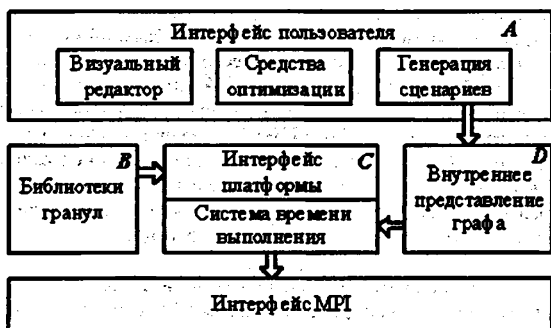 Интерфейс пользователя
A
Визуальный
редактор
Средства
оптимизации
Генерация
сценариев
B
Библиотеки
гранул
Интерфейс
платформы
C
Система времени
выполнения
D
Внутреннее
представление
графа
Интерфейс MPI